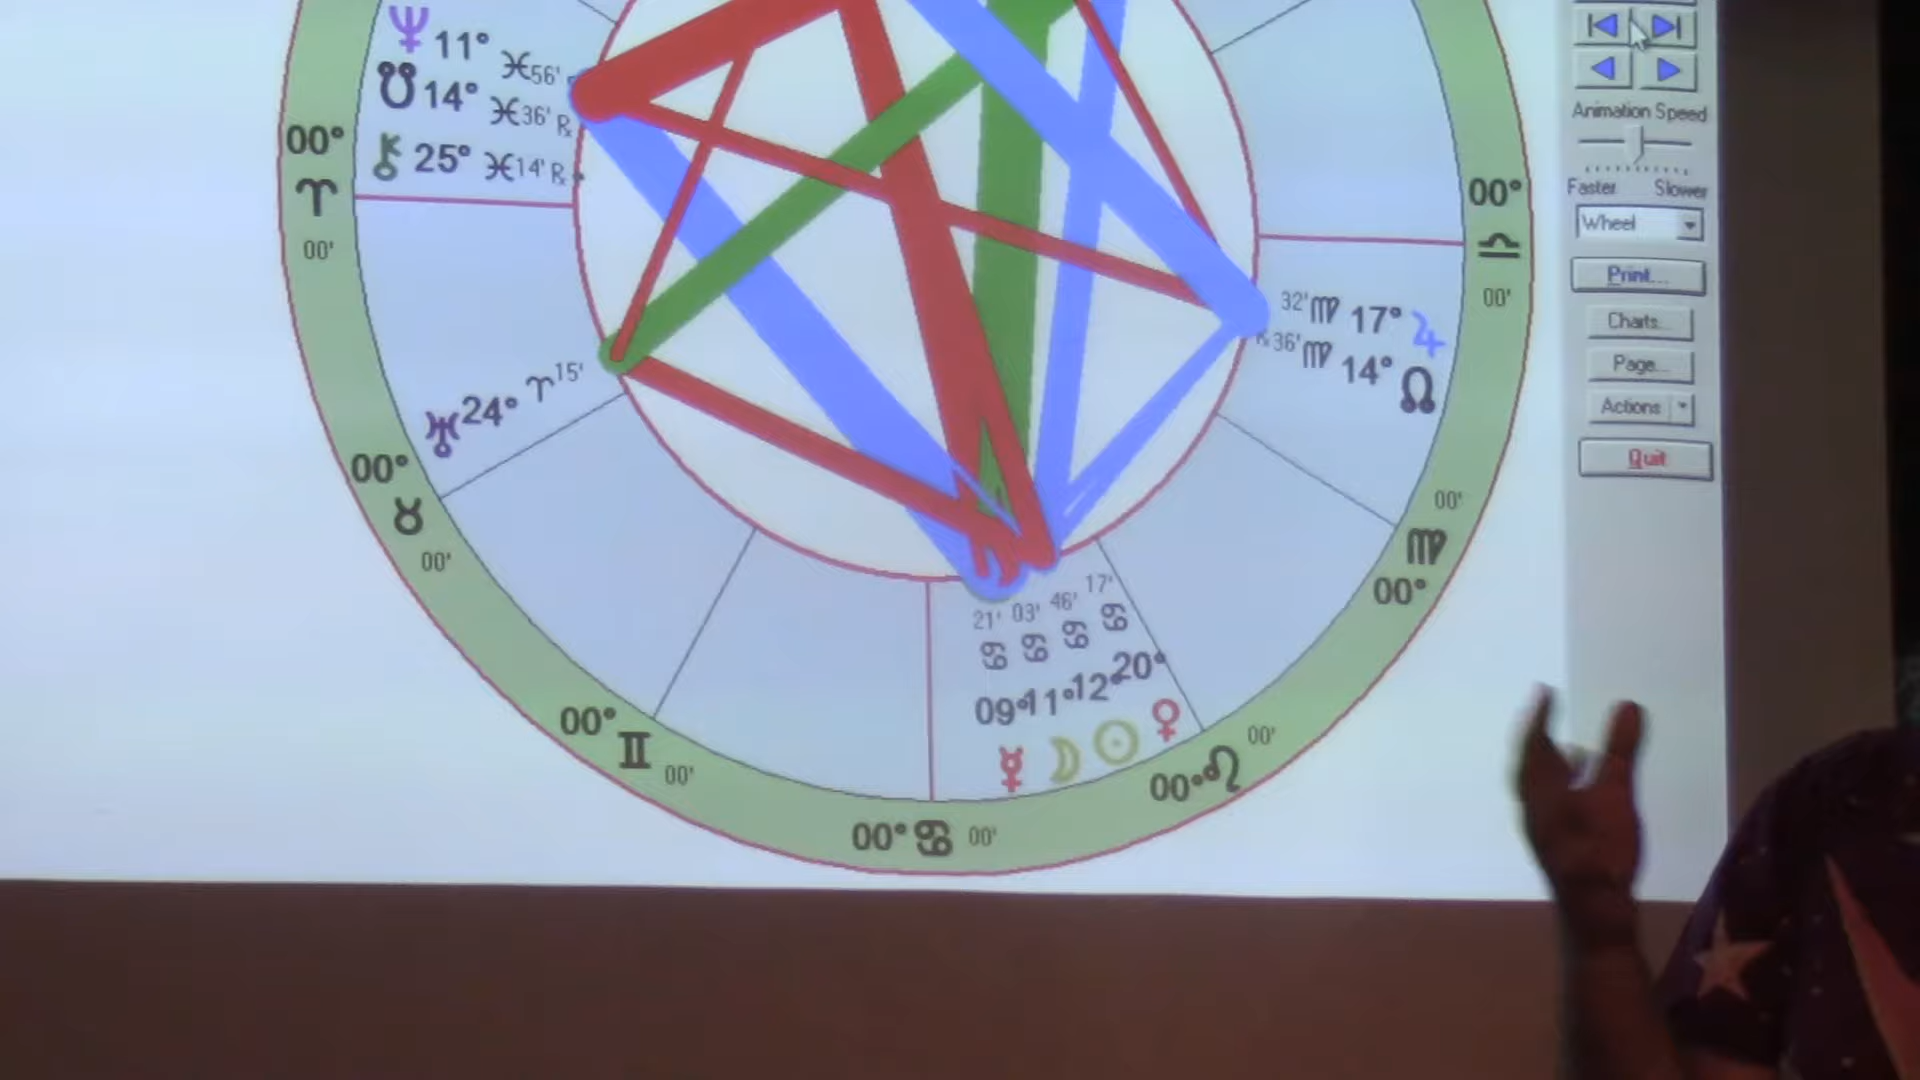 ♆ 11° ♓ 56'
☋ 14° ♓ 36' ℞
⚷ 25° ♓ 14' ℞
00° ♈ 00'
♅ 24° ♈ 15'
00° ♉ 00'
00° ♊ 00'
00° ♋ 00'
21' 03' 46' 17'
♋ ♋ ♋ ♋
09° 11° 12° 20°
☿ ☽ ☉ ♀
00° ♌ 00'
00'
♍
00°
32' ♍ 17° ♃
℞ 36' ♍ 14° ☊
00°
♎
00'
Animation Speed
Faster Slower
Wheel
Print...
Charts...
Page...
Actions
Quit